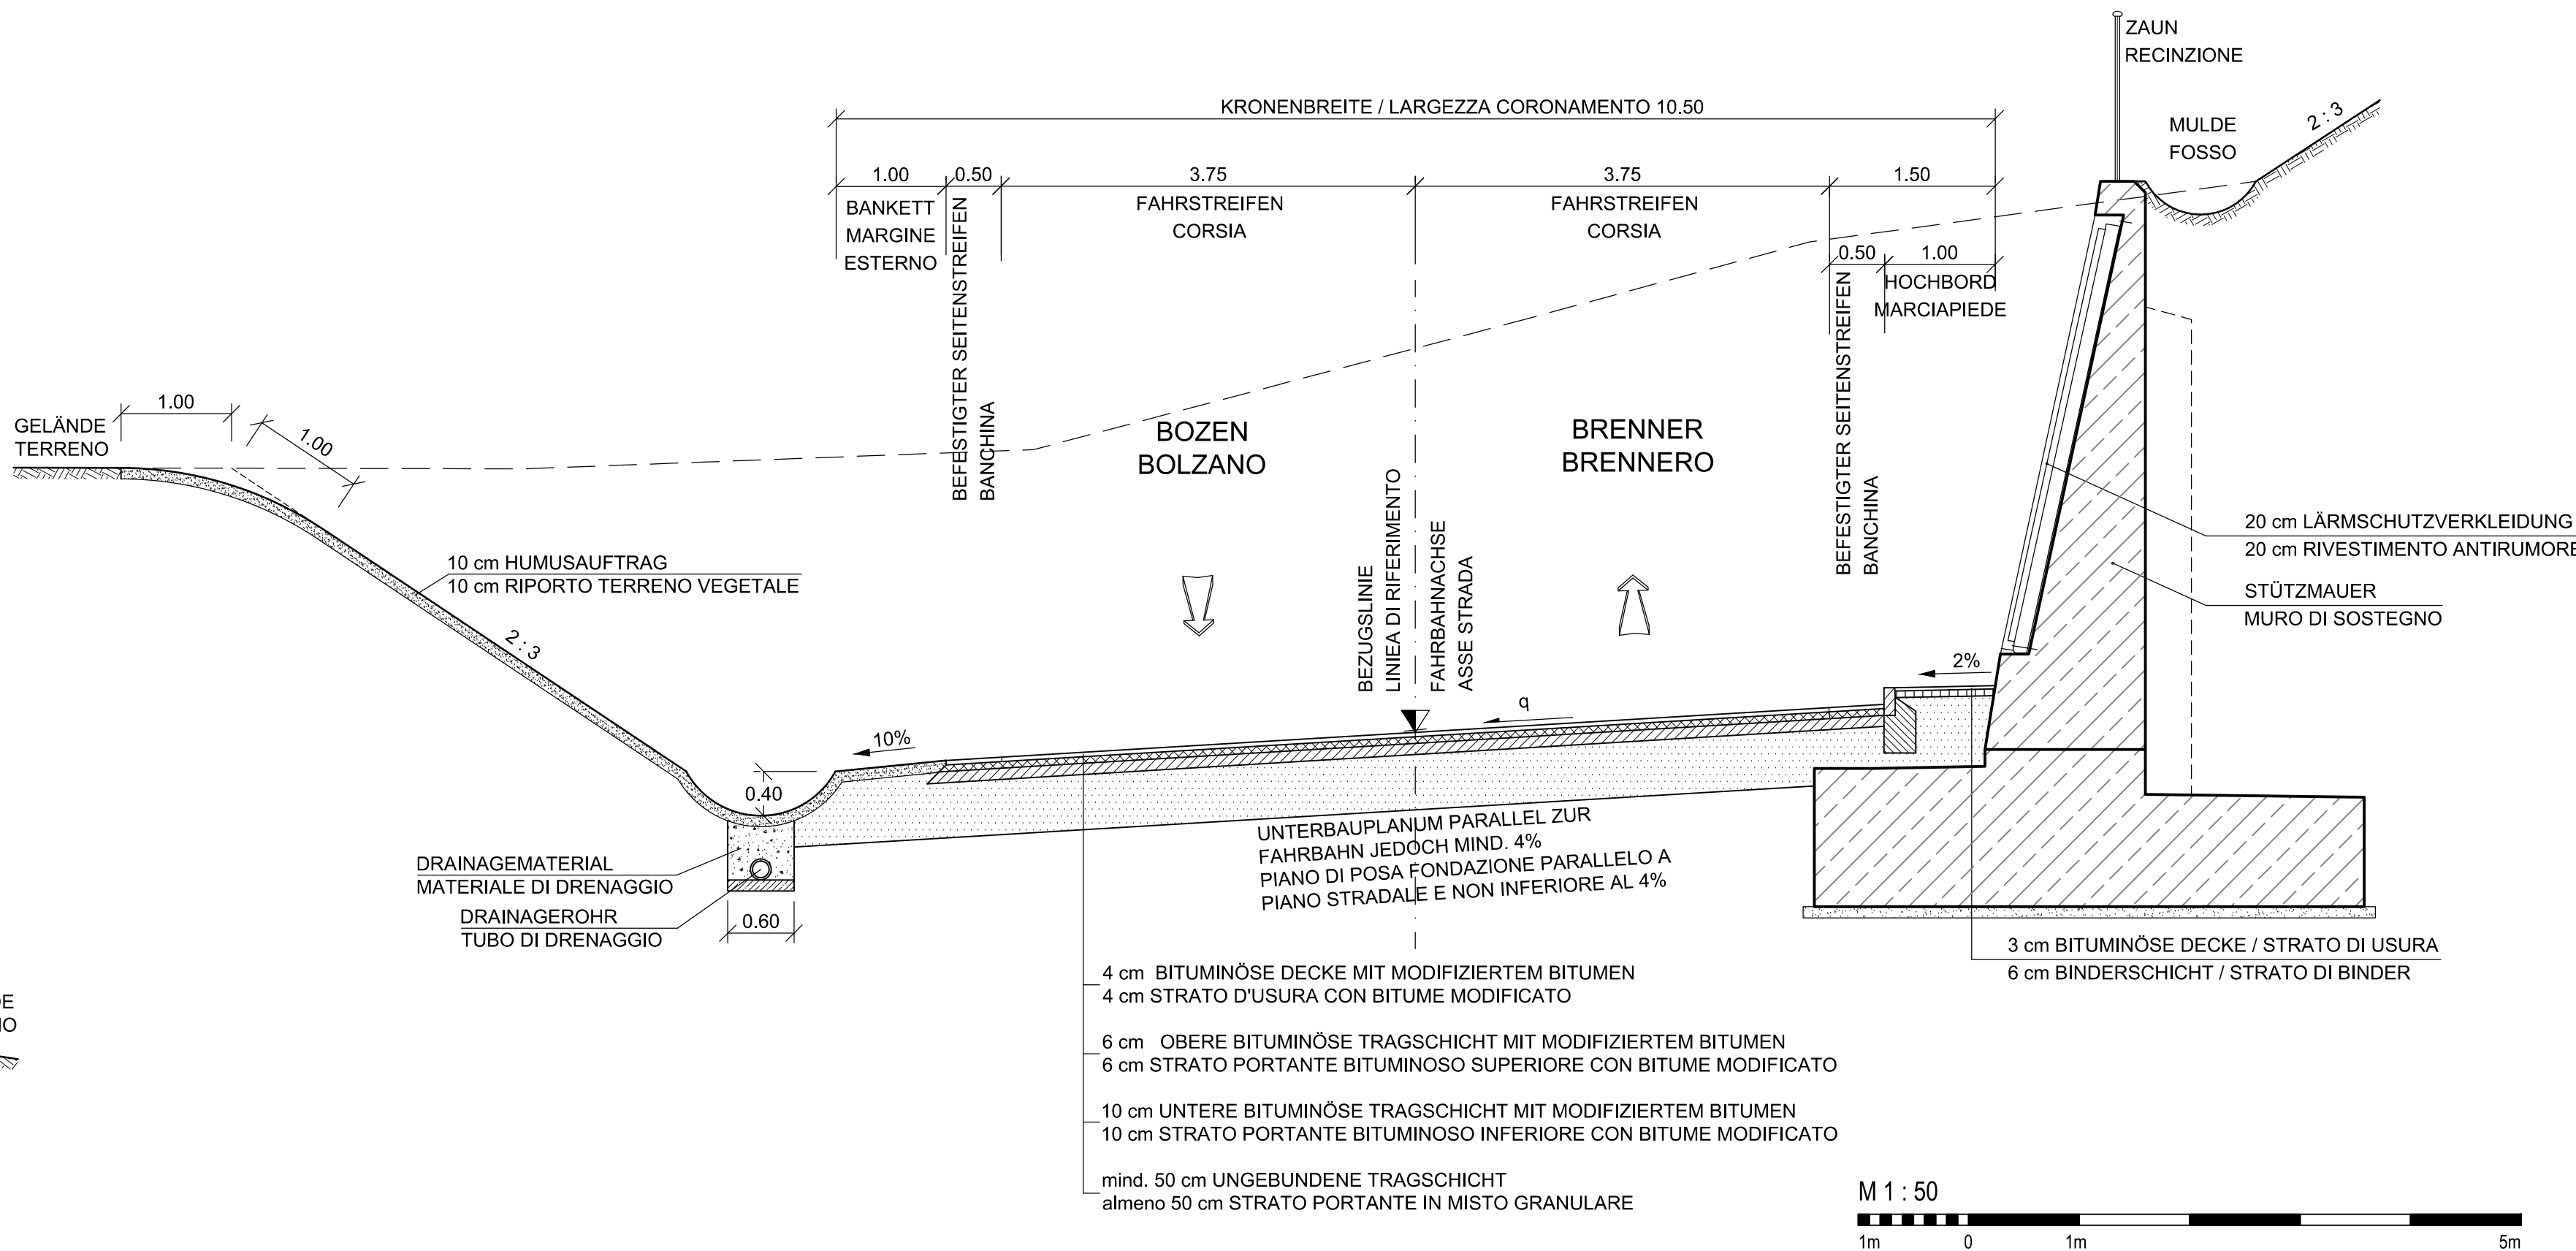 ZAUN
RECINZIONE
KRONENBREITE / LARGEZZA CORONAMENTO 10.50
MULDE
FOSSO
2 : 3
1.00
0.50
3.75
3.75
1.50
BANKETT
MARGINE
ESTERNO
BEFESTIGTER SEITENSTREIFEN
BANCHINA
FAHRSTREIFEN
CORSIA
FAHRSTREIFEN
CORSIA
0.50
1.00
HOCHBORD
MARCIAPIEDE
BEFESTIGTER SEITENSTREIFEN
BANCHINA
GELÄNDE
TERRENO
1.00
1.00
BOZEN
BOLZANO
BRENNER
BRENNERO
20 cm LÄRMSCHUTZVERKLEIDUNG
20 cm RIVESTIMENTO ANTIRUMORE
STÜTZMAUER
MURO DI SOSTEGNO
10 cm HUMUSAUFTRAG
10 cm RIPORTO TERRENO VEGETALE
2 : 3
BEZUGSLINIE
LINIEA DI RIFERIMENTO
FAHRBAHNACHSE
ASSE STRADA
2%
q
10%
0.40
UNTERBAUPLANUM PARALLEL ZUR
FAHRBAHN JEDOCH MIND. 4%
PIANO DI POSA FONDAZIONE PARALLELO A
PIANO STRADALE E NON INFERIORE AL 4%
DRAINAGEMATERIAL
MATERIALE DI DRENAGGIO
DRAINAGEROHR
TUBO DI DRENAGGIO
0.60
3 cm BITUMINÖSE DECKE / STRATO DI USURA
6 cm BINDERSCHICHT / STRATO DI BINDER
4 cm BITUMINÖSE DECKE MIT MODIFIZIERTEM BITUMEN
4 cm STRATO D'USURA CON BITUME MODIFICATO
6 cm OBERE BITUMINÖSE TRAGSCHICHT MIT MODIFIZIERTEM BITUMEN
6 cm STRATO PORTANTE BITUMINOSO SUPERIORE CON BITUME MODIFICATO
10 cm UNTERE BITUMINÖSE TRAGSCHICHT MIT MODIFIZIERTEM BITUMEN
10 cm STRATO PORTANTE BITUMINOSO INFERIORE CON BITUME MODIFICATO
mind. 50 cm UNGEBUNDENE TRAGSCHICHT
almeno 50 cm STRATO PORTANTE IN MISTO GRANULARE
M 1 : 50
1m 0 1m 5m